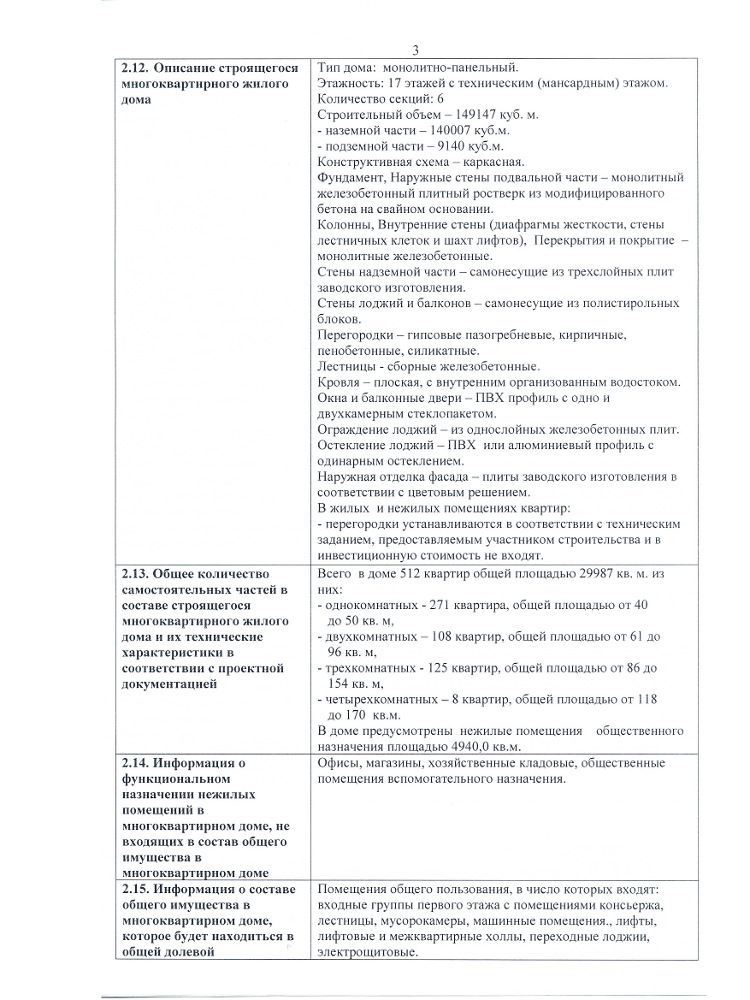 3
2.12. Описание строящегося
многоквартирного жилого
дома
Тип дома: монолитно-панельный.
Этажность: 17 этажей с техническим (мансардным) этажом.
Количество секций: 6
Строительный объем – 149147 куб. м.
- наземной части – 140007 куб.м.
- подземной части – 9140 куб.м.
Конструктивная схема – каркасная.
Фундамент, Наружные стены подвальной части – монолитный
железобетонный плитный ростверк из модифицированного
бетона на свайном основании.
Колонны, Внутренние стены (диафрагмы жесткости, стены
лестничных клеток и шахт лифтов), Перекрытия и покрытие –
монолитные железобетонные.
Стены надземной части – самонесущие из трехслойных плит
заводского изготовления.
Стены лоджий и балконов – самонесущие из полистирольных
блоков.
Перегородки – гипсовые пазогребневые, кирпичные,
пенобетонные, силикатные.
Лестницы - сборные железобетонные.
Кровля – плоская, с внутренним организованным водостоком.
Окна и балконные двери – ПВХ профиль с одно и
двухкамерным стеклопакетом.
Ограждение лоджий – из однослойных железобетонных плит.
Остекление лоджий – ПВХ или алюминиевый профиль с
одинарным остеклением.
Наружная отделка фасада – плиты заводского изготовления в
соответствии с цветовым решением.
В жилых и нежилых помещениях квартир:
- перегородки устанавливаются в соответствии с техническим
заданием, предоставляемым участником строительства и в
инвестиционную стоимость не входят.
2.13. Общее количество
самостоятельных частей в
составе строящегося
многоквартирного жилого
дома и их технические
характеристики в
соответствии с проектной
документацией
Всего в доме 512 квартир общей площадью 29987 кв. м. из
них:
- однокомнатных - 271 квартира, общей площадью от 40
до 50 кв. м,
- двухкомнатных – 108 квартир, общей площадью от 61 до
96 кв. м,
- трехкомнатных - 125 квартир, общей площадью от 86 до
154 кв. м,
- четырехкомнатных – 8 квартир, общей площадью от 118
до 170 кв.м.
В доме предусмотрены нежилые помещения общественного
назначения площадью 4940,0 кв.м.
2.14. Информация о
функциональном
назначении нежилых
помещений в
многоквартирном доме, не
входящих в состав общего
имущества в
многоквартирном доме
Офисы, магазины, хозяйственные кладовые, общественные
помещения вспомогательного назначения.
2.15. Информация о составе
общего имущества в
многоквартирном доме,
которое будет находиться в
общей долевой
Помещения общего пользования, в число которых входят:
входные группы первого этажа с помещениями консьержа,
лестницы, мусорокамеры, машинные помещения., лифты,
лифтовые и межквартирные холлы, переходные лоджии,
электрощитовые.